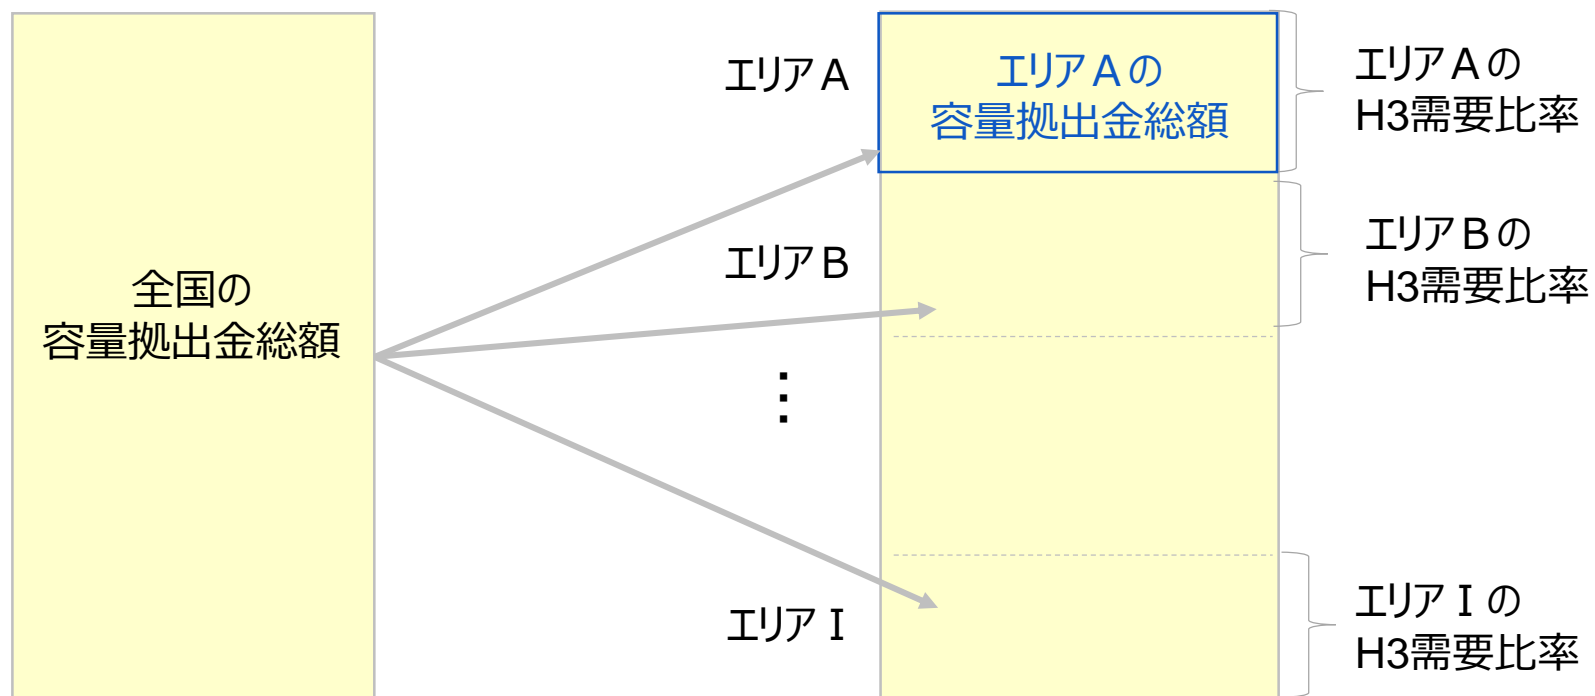 全国の
容量拠出金総額
エリアA
エリアAの
容量拠出金総額
エリアAの
H3需要比率
エリアB
エリアBの
H3需要比率
⋮
エリアI
エリアIの
H3需要比率